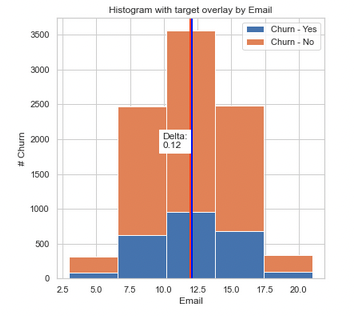 Histogram with target overlay by Email
Churn - Yes
Churn - No
3500
3000
2500
2000
1500
1000
500
0
# Churn
Delta:
0.12
2.5 5.0 7.5 10.0 12.5 15.0 17.5 20.0
Email